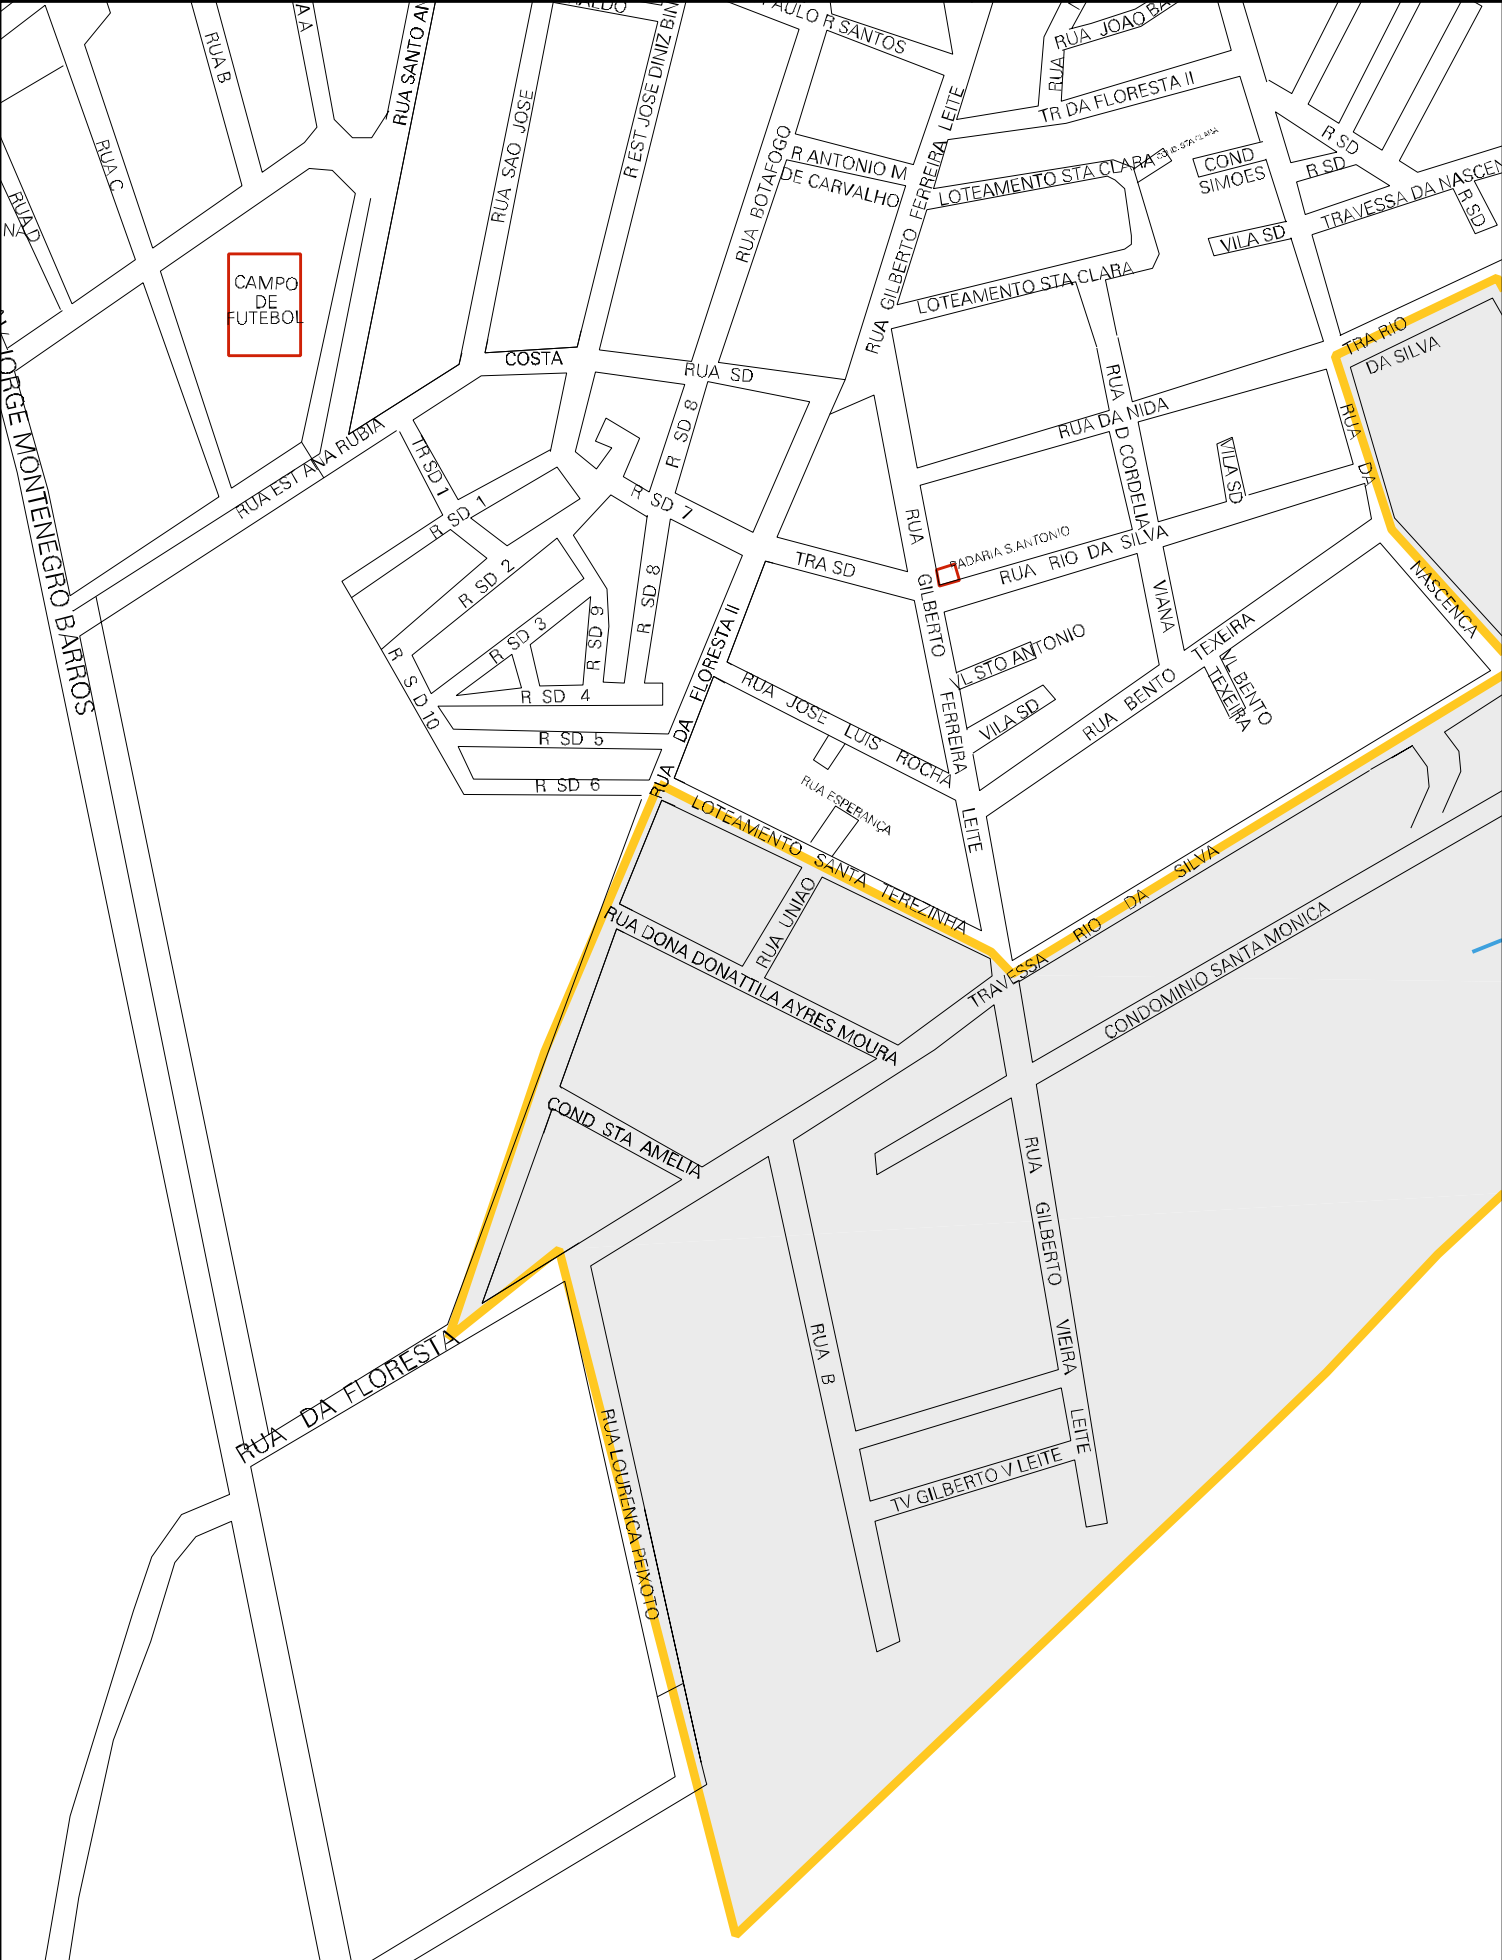 RUA B
RUA C
RUA D
RUA SAO JOSE
R EST JOSE DINIZ
R SANTOS
RUA JOAO
RUA
TR DA FLORESTA II
R SD
R SD
R SD
TRAVESSA DA
RUA BOTAFOGO
R ANTONIO M
DE CARVALHO
LOTEAMENTO STA CLARA
COND
SIMOES
VILA SD
RUA GILBERTO FERREIRA LEITE
LOTEAMENTO STA CLARA
CAMPO
DE
FUTEBOL
COSTA
RUA SD
TRA RIO
DA SILVA
RUA DA NASCENCA
RUA DA NIDA
RUA D CORDELIA VIANA
VILA SD
RUA EST ANA RUBIA
TR SD 1
R SD 1
R SD 2
R SD 3
R SD 4
R SD 5
R SD 6
R SD 7
R SD 8
R SD 8
R SD 9
R S D 10
JORGE MONTENEGRO BARROS
TRA SD
PADARIA S.ANTONIO
RUA RIO DA SILVA
RUA GILBERTO FERREIRA LEITE
VL STO ANTONIO
VILA SD
RUA BENTO TEXEIRA
VL BENTO
TEXEIRA
RUA DA FLORESTA II
RUA JOSE LUIS ROCHA
RUA ESPERANÇA
LOTEAMENTO SANTA TEREZINHA
RUA UNIAO
RUA DONA DONATTILA AYRES MOURA
TRAVESSA RIO DA SILVA
CONDOMINIO SANTA MONICA
COND STA AMELIA
RUA GILBERTO VIEIRA LEITE
RUA B
RUA DA FLORESTA
RUA LOURENCA PEIXOTO
TV GILBERTO V LEITE